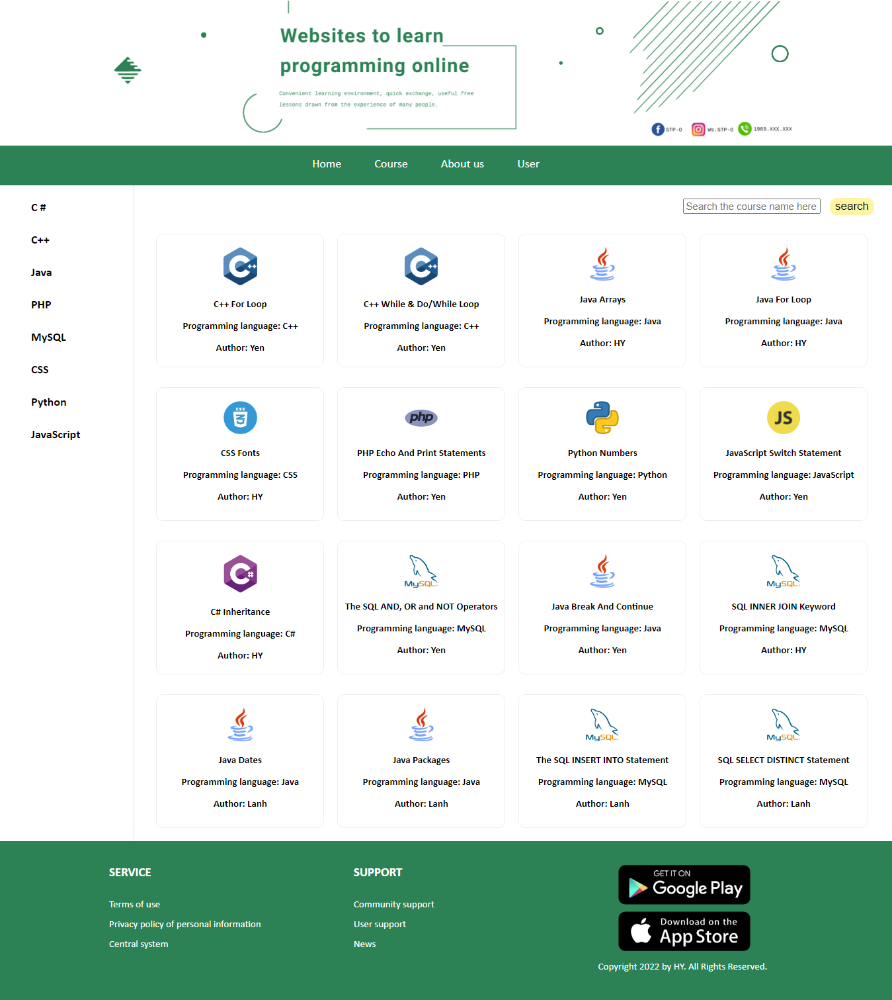 Websites to learn
programming online
Convenient learning environment, quick exchange, useful free
lessons drawn from the experience of many people.
STP-O Ws.STP-O 1989.XXX.XXX
Home Course About us User
C #
C++
Java
PHP
MySQL
CSS
Python
JavaScript
Search the course name here search
C++ For Loop
Programming language: C++
Author: Yen
C++ While & Do/While Loop
Programming language: C++
Author: Yen
Java Arrays
Programming language: Java
Author: HY
Java For Loop
Programming language: Java
Author: HY
CSS
CSS Fonts
Programming language: CSS
Author: HY
php
PHP Echo And Print Statements
Programming language: PHP
Author: Yen
Python Numbers
Programming language: Python
Author: Yen
JS
JavaScript Switch Statement
Programming language: JavaScript
Author: Yen
C#
C# Inheritance
Programming language: C#
Author: HY
MySQL
The SQL AND, OR and NOT Operators
Programming language: MySQL
Author: Yen
Java Break And Continue
Programming language: Java
Author: Yen
MySQL
SQL INNER JOIN Keyword
Programming language: MySQL
Author: HY
Java Dates
Programming language: Java
Author: Lanh
Java Packages
Programming language: Java
Author: Lanh
MySQL
The SQL INSERT INTO Statement
Programming language: MySQL
Author: Lanh
MySQL
SQL SELECT DISTINCT Statement
Programming language: MySQL
Author: Lanh
SERVICE
Terms of use
Privacy policy of personal information
Central system
SUPPORT
Community support
User support
News
GET IT ON
Google Play
Download on the
App Store
Copyright 2022 by HY. All Rights Reserved.